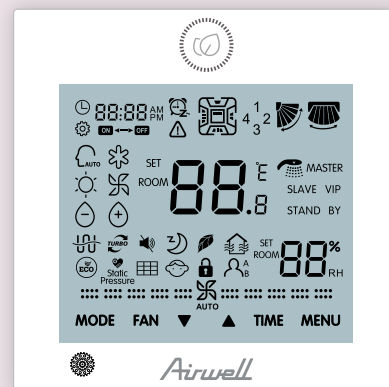 88:88 AM PM
ON OFF
1
4 2
3
AUTO
SET
ROOM
88.8 °C
MASTER
SLAVE VIP
STAND BY
TURBO
ECO
Static
Pressure
A
B
SET
ROOM
88%
RH
AUTO
MODE FAN ▼ ▲ TIME MENU
Airwell